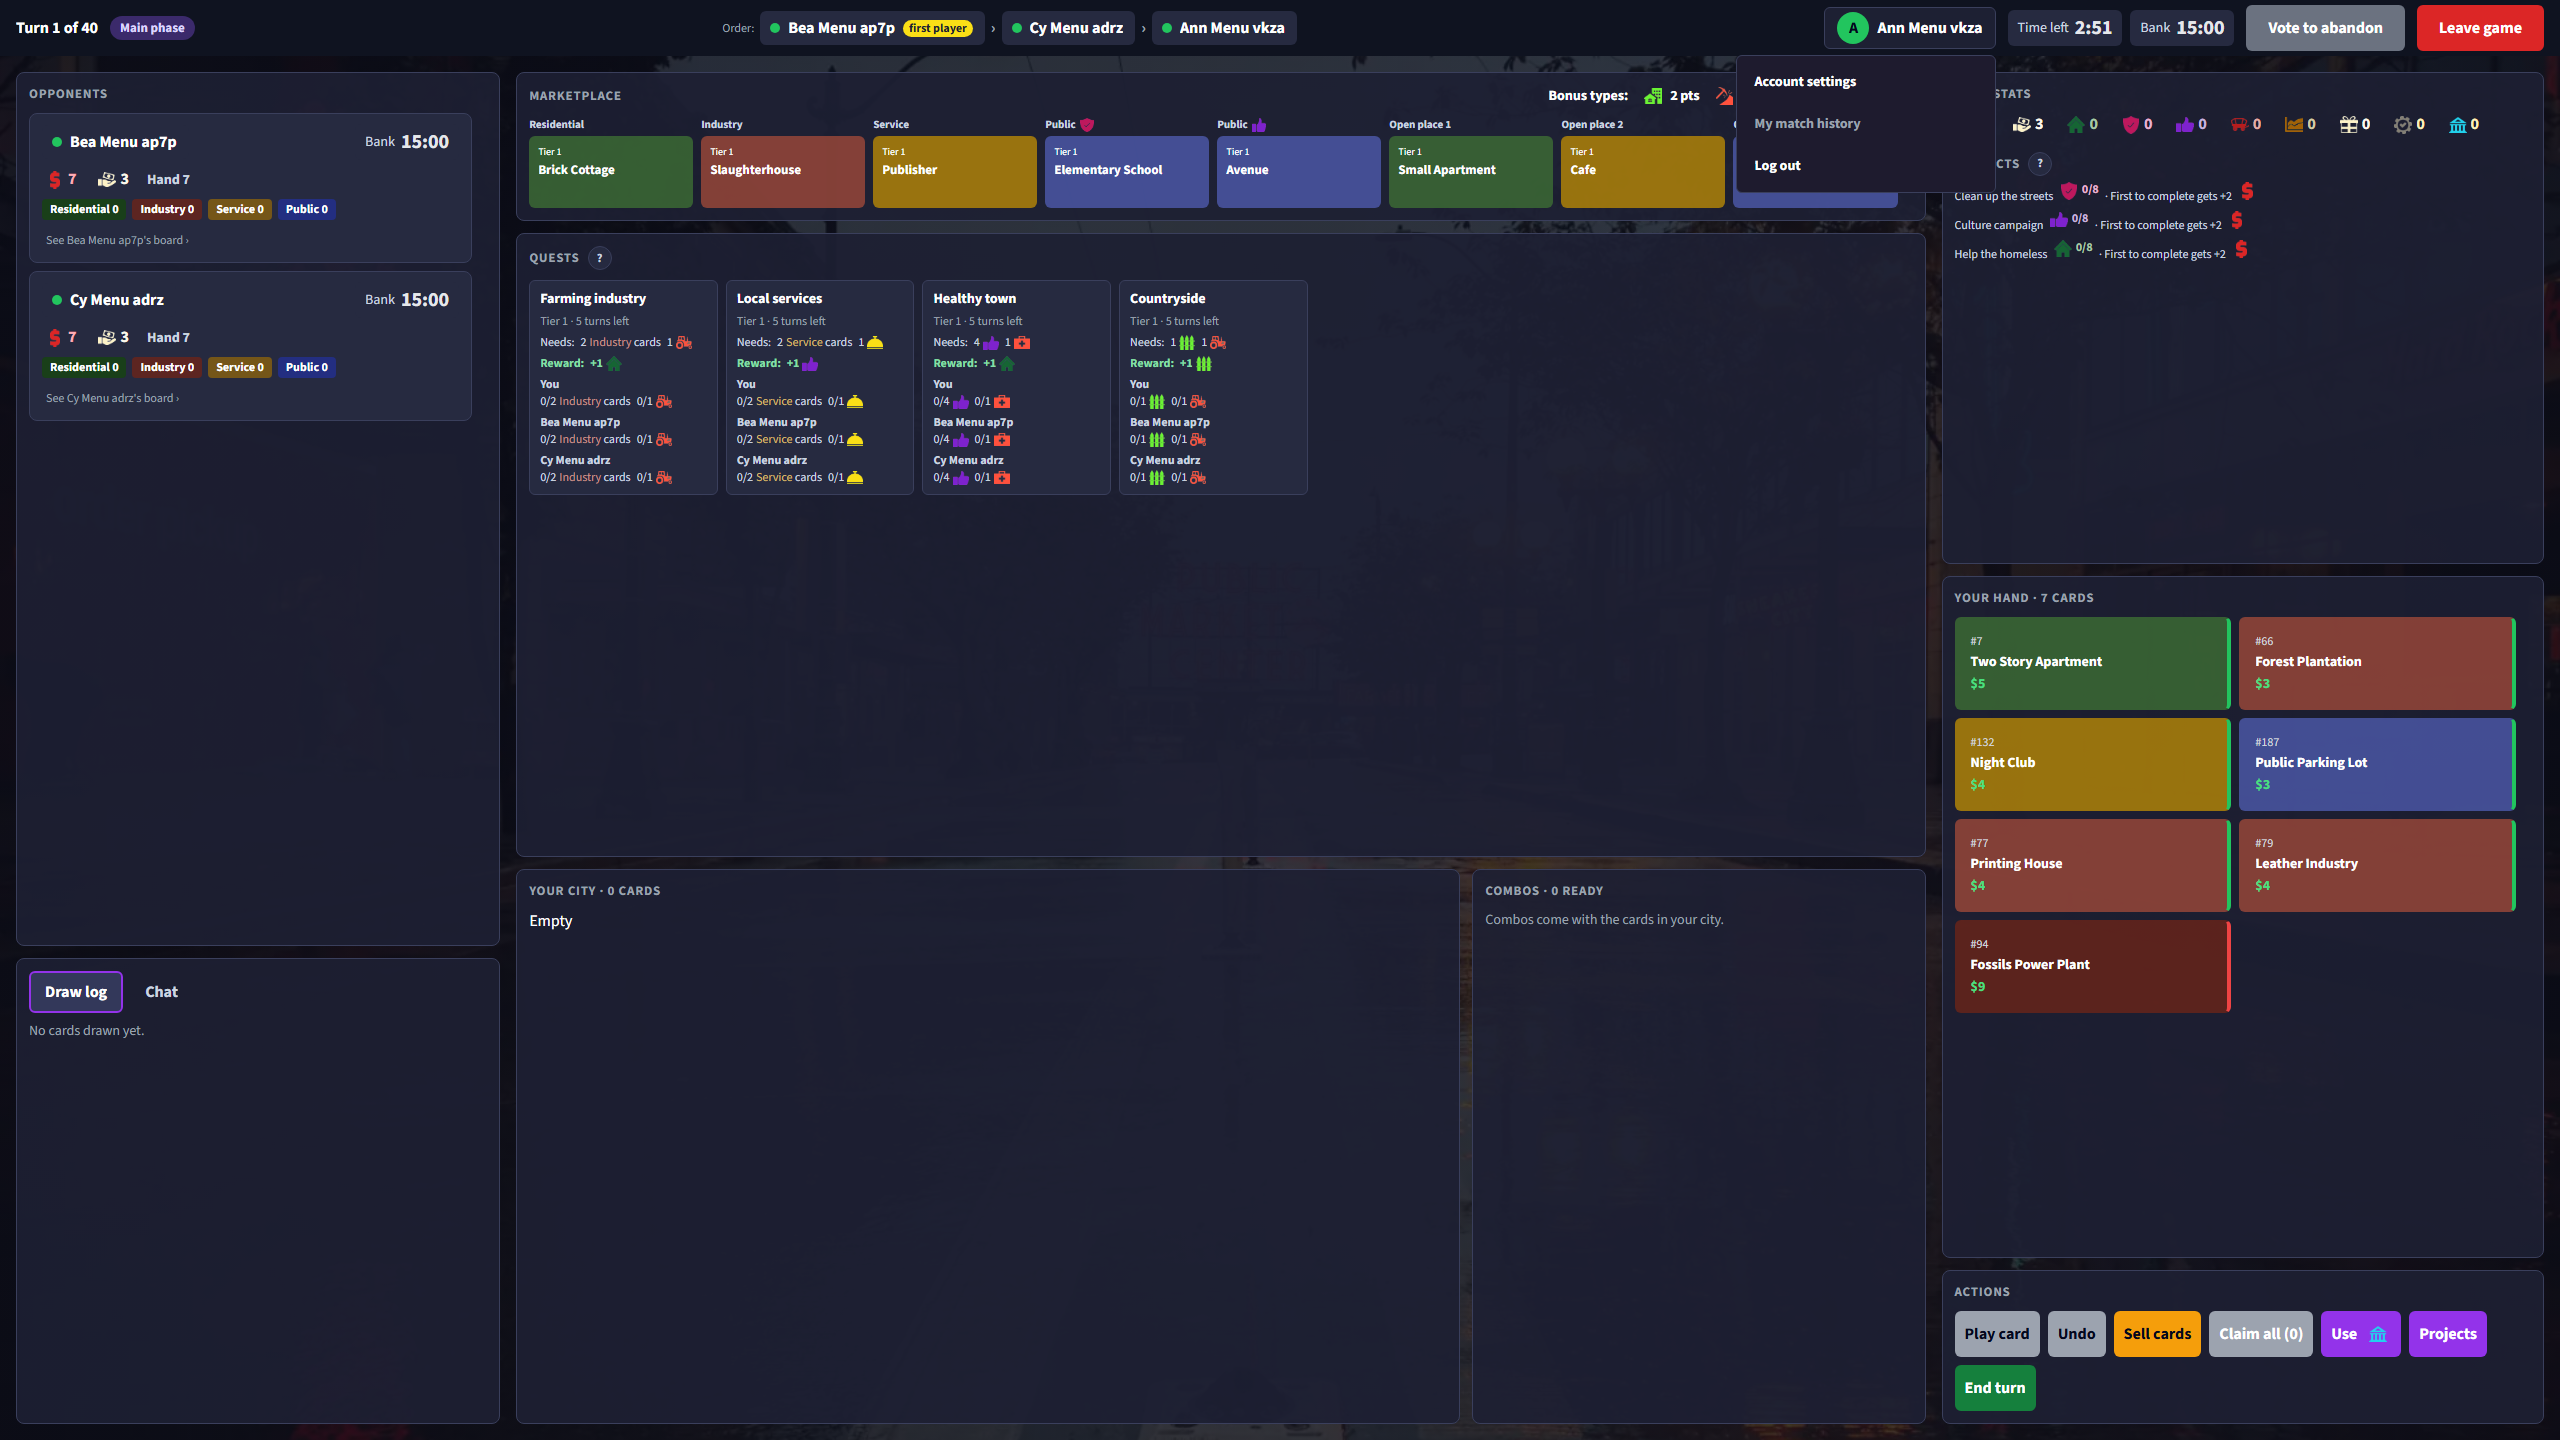 Turn 1 of 40 Main phase
Order: Bea Menu ap7p first player › Cy Menu adrz › Ann Menu vkza
A Ann Menu vkza
Time left 2:51 Bank 15:00 Vote to abandon Leave game
Account settings
My match history
Log out
OPPONENTS
Bea Menu ap7p Bank 15:00
7 3 Hand 7
Residential 0 Industry 0 Service 0 Public 0
See Bea Menu ap7p's board ›
Cy Menu adrz Bank 15:00
7 3 Hand 7
Residential 0 Industry 0 Service 0 Public 0
See Cy Menu adrz's board ›
Draw log Chat
No cards drawn yet.
MARKETPLACE Bonus types: 2 pts
Residential Industry Service Public Public Open place 1 Open place 2
Tier 1 Tier 1 Tier 1 Tier 1 Tier 1 Tier 1 Tier 1
Brick Cottage Slaughterhouse Publisher Elementary School Avenue Small Apartment Cafe
QUESTS ?
Farming industry
Tier 1 · 5 turns left
Needs: 2 Industry cards 1
Reward: +1
You
0/2 Industry cards 0/1
Bea Menu ap7p
0/2 Industry cards 0/1
Cy Menu adrz
0/2 Industry cards 0/1
Local services
Tier 1 · 5 turns left
Needs: 2 Service cards 1
Reward: +1
You
0/2 Service cards 0/1
Bea Menu ap7p
0/2 Service cards 0/1
Cy Menu adrz
0/2 Service cards 0/1
Healthy town
Tier 1 · 5 turns left
Needs: 4 1
Reward: +1
You
0/4 0/1
Bea Menu ap7p
0/4 0/1
Cy Menu adrz
0/4 0/1
Countryside
Tier 1 · 5 turns left
Needs: 1 1
Reward: +1
You
0/1 0/1
Bea Menu ap7p
0/1 0/1
Cy Menu adrz
0/1 0/1
YOUR CITY · 0 CARDS
Empty
COMBOS · 0 READY
Combos come with the cards in your city.
STATS
3 0 0 0 0 0 0 0 0
CTS ?
Clean up the streets 0/8 · First to complete gets +2
Culture campaign 0/8 · First to complete gets +2
Help the homeless 0/8 · First to complete gets +2
YOUR HAND · 7 CARDS
#7
Two Story Apartment
$5
#66
Forest Plantation
$3
#132
Night Club
$4
#187
Public Parking Lot
$3
#77
Printing House
$4
#79
Leather Industry
$4
#94
Fossils Power Plant
$9
ACTIONS
Play card Undo Sell cards Claim all (0) Use Projects
End turn